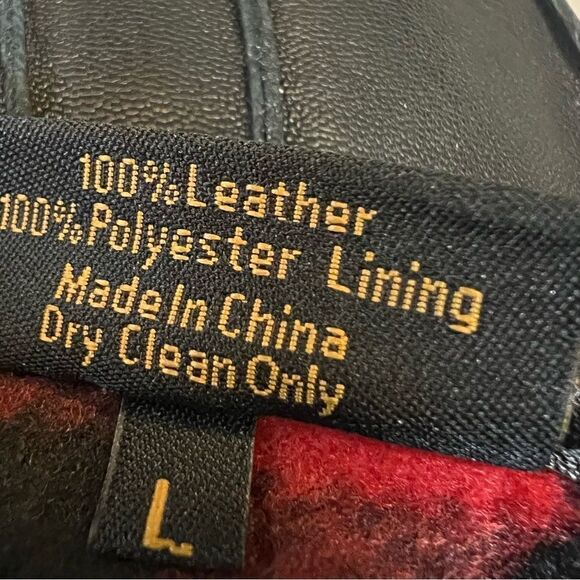 100% Leather
100% Polyester Lining
Made In China
Dry Clean Only
L